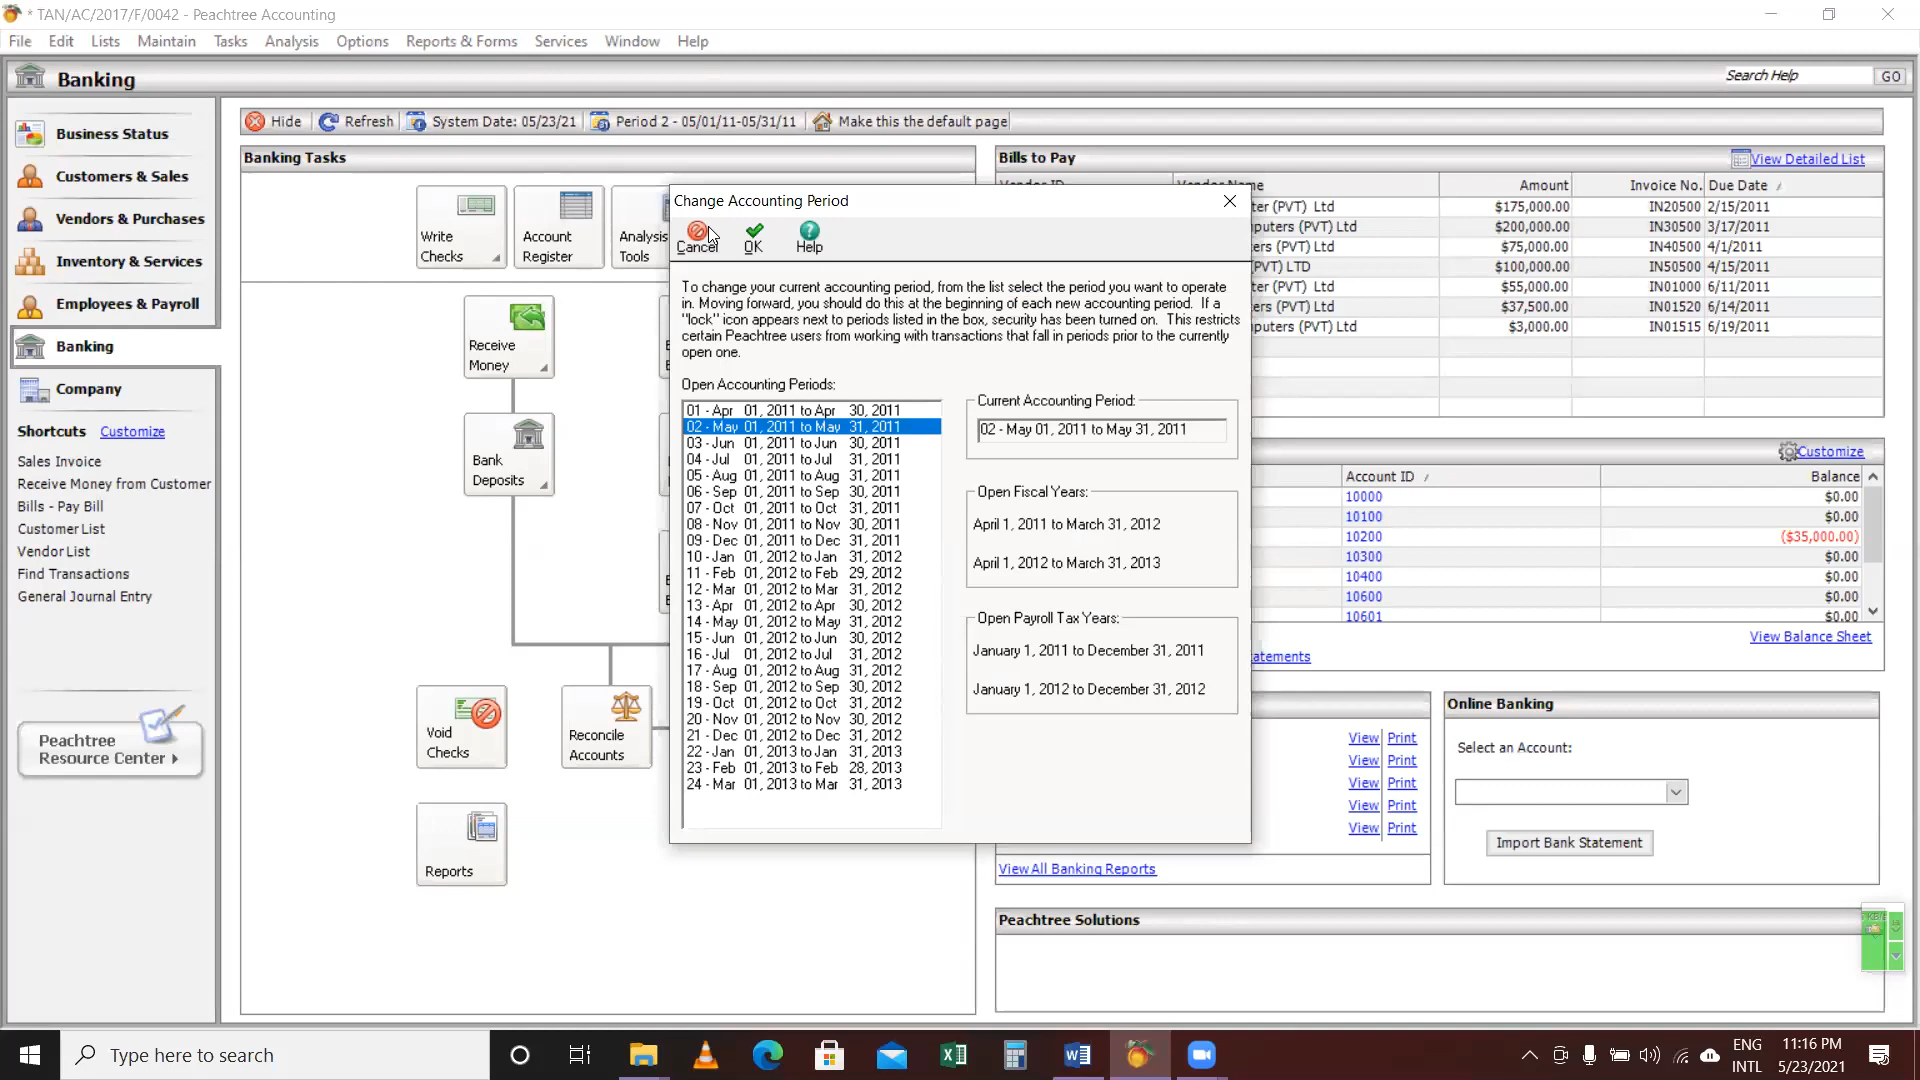 * TAN/AC/2017/F/0042 - Peachtree Accounting
File Edit Lists Maintain Tasks Analysis Options Reports & Forms Services Window Help
Banking
Search Help
GO
Business Status
Customers & Sales
Vendors & Purchases
Inventory & Services
Employees & Payroll
Banking
Company
Shortcuts Customize
Sales Invoice
Receive Money from Customer
Bills - Pay Bill
Customer List
Vendor List
Find Transactions
General Journal Entry
Peachtree
Resource Center
Hide Refresh System Date: 05/23/21 Period 2 - 05/01/11-05/31/11 Make this the default page
Banking Tasks
Write
Checks
Account
Register
Analysis
Tools
Receive
Money
Bank
Deposits
Void
Checks
Reconcile
Accounts
Reports
Change Accounting Period
Cancel OK Help
To change your current accounting period, from the list select the period you want to operate
in. Moving forward, you should do this at the beginning of each new accounting period. If a
"lock" icon appears next to periods listed in the box, security has been turned on. This restricts
certain Peachtree users from working with transactions that fall in periods prior to the currently
open one.
Open Accounting Periods:
01 - Apr 01, 2011 to Apr 30, 2011
02 - May 01, 2011 to May 31, 2011
03 - Jun 01, 2011 to Jun 30, 2011
04 - Jul 01, 2011 to Jul 31, 2011
05 - Aug 01, 2011 to Aug 31, 2011
06 - Sep 01, 2011 to Sep 30, 2011
07 - Oct 01, 2011 to Oct 31, 2011
08 - Nov 01, 2011 to Nov 30, 2011
09 - Dec 01, 2011 to Dec 31, 2011
10 - Jan 01, 2012 to Jan 31, 2012
11 - Feb 01, 2012 to Feb 29, 2012
12 - Mar 01, 2012 to Mar 31, 2012
13 - Apr 01, 2012 to Apr 30, 2012
14 - May 01, 2012 to May 31, 2012
15 - Jun 01, 2012 to Jun 30, 2012
16 - Jul 01, 2012 to Jul 31, 2012
17 - Aug 01, 2012 to Aug 31, 2012
18 - Sep 01, 2012 to Sep 30, 2012
19 - Oct 01, 2012 to Oct 31, 2012
20 - Nov 01, 2012 to Nov 30, 2012
21 - Dec 01, 2012 to Dec 31, 2012
22 - Jan 01, 2013 to Jan 31, 2013
23 - Feb 01, 2013 to Feb 28, 2013
24 - Mar 01, 2013 to Mar 31, 2013
Current Accounting Period:
02 - May 01, 2011 to May 31, 2011
Open Fiscal Years:
April 1, 2011 to March 31, 2012
April 1, 2012 to March 31, 2013
Open Payroll Tax Years:
January 1, 2011 to December 31, 2011
January 1, 2012 to December 31, 2012
Bills to Pay
View Detailed List
Amount Invoice No. Due Date
ter (PVT) Ltd $175,000.00 IN20500 2/15/2011
puters (PVT) Ltd $200,000.00 IN30500 3/17/2011
ers (PVT) Ltd $75,000.00 IN40500 4/1/2011
PVT) LTD $100,000.00 IN50500 4/15/2011
ter (PVT) Ltd $55,000.00 IN01000 6/11/2011
ers (PVT) Ltd $37,500.00 IN01520 6/14/2011
puters (PVT) Ltd $3,000.00 IN01515 6/19/2011
Customize
Account ID Balance
10000 $0.00
10100 $0.00
10200 ($35,000.00)
10300 $0.00
10400 $0.00
10600 $0.00
10601 $0.00
View Balance Sheet
atements
View Print
View Print
View Print
View Print
View Print
View All Banking Reports
Online Banking
Select an Account:
Import Bank Statement
Peachtree Solutions
Type here to search
ENG
INTL
11:16 PM
5/23/2021